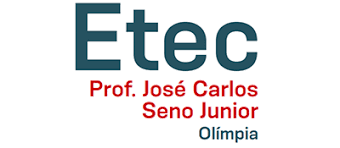 Etec
Prof. José Carlos
Seno Junior
Olímpia